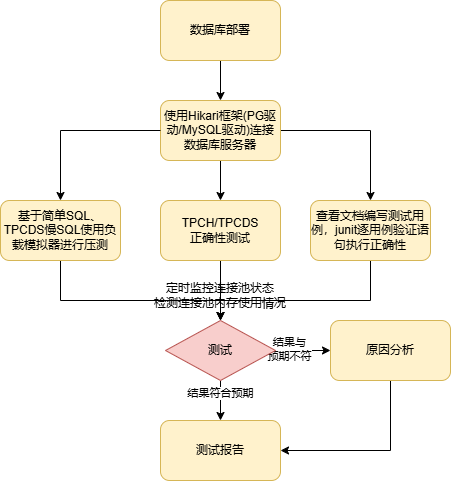 数据库部署
使用Hikari框架(PG驱
动/MySQL驱动)连接
数据库服务器
基于简单SQL、
TPCDS慢SQL使用负
载模拟器进行压测
TPCH/TPCDS
正确性测试
查看文档编写测试用
例，junit逐用例验证语
句执行正确性
定时监控连接池状态
检测连接池内存使用情况
测试
结果与
预期不符
原因分析
结果符合预期
测试报告